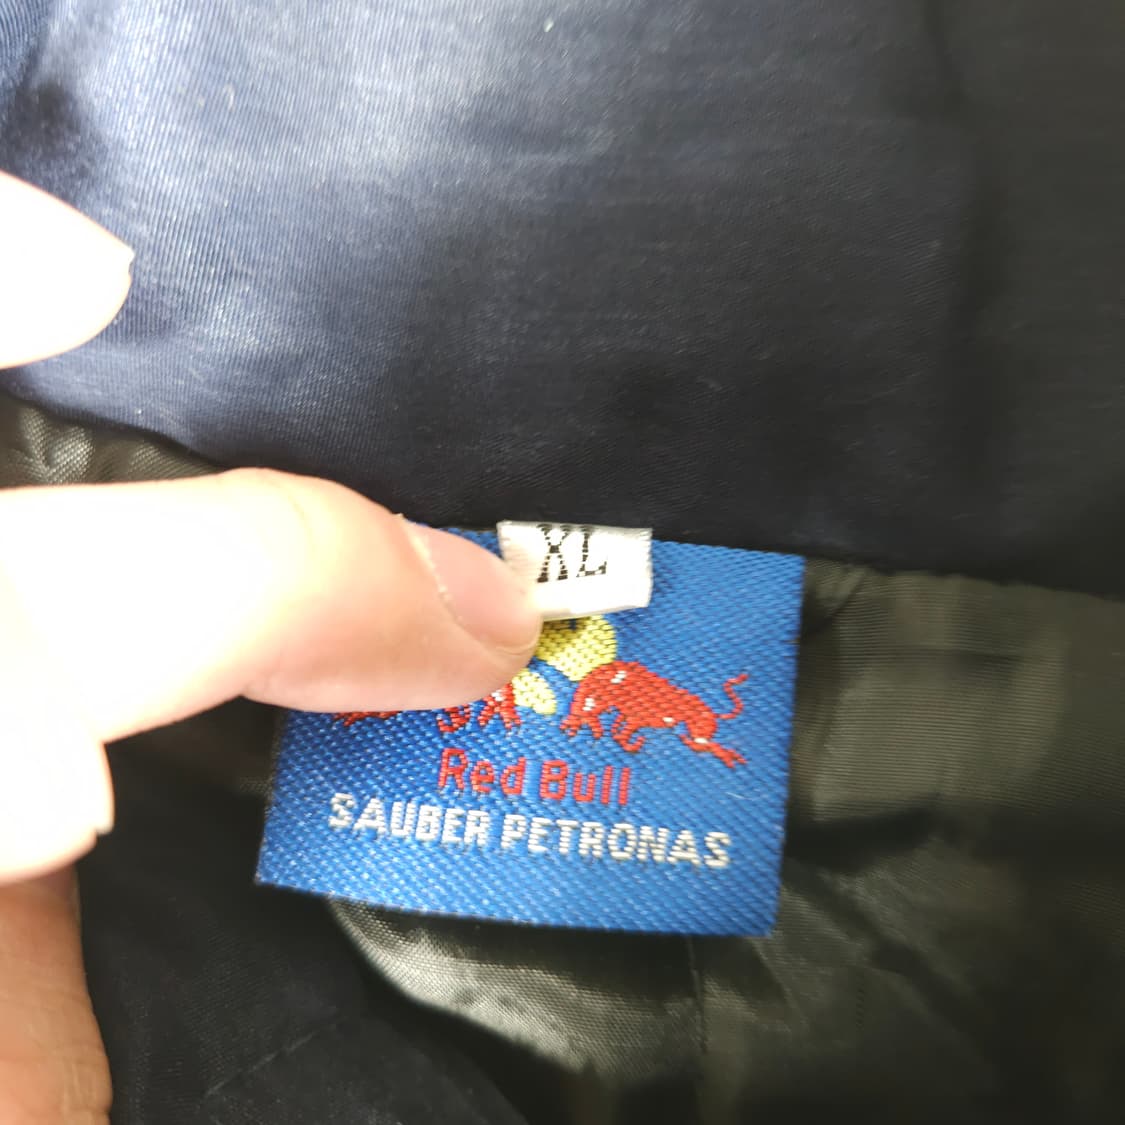 XL
Red Bull
SAUBER PETRONAS